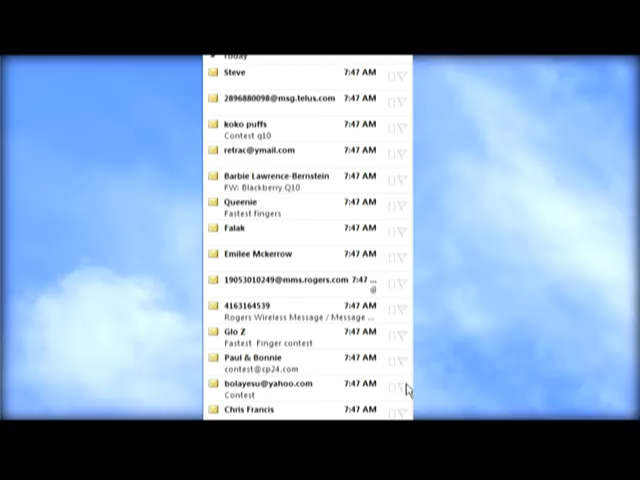 Today
Steve 7:47 AM
2896880098@msg.telus.com 7:47 AM
koko puffs 7:47 AM
Contest q10
retrac@ymail.com 7:47 AM
Barbie Lawrence-Bernstein 7:47 AM
FW: Blackberry Q10
Queenie 7:47 AM
Fastest fingers
Falak 7:47 AM
Emilee Mckerrow 7:47 AM
19053010249@mms.rogers.com 7:47 ...
4163164539 7:47 AM
Rogers Wireless Message / Message ...
Glo Z 7:47 AM
Fastest Finger contest
Paul & Bonnie 7:47 AM
contest@cp24.com
bolayesu@yahoo.com 7:47 AM
Contest
Chris Francis 7:47 AM